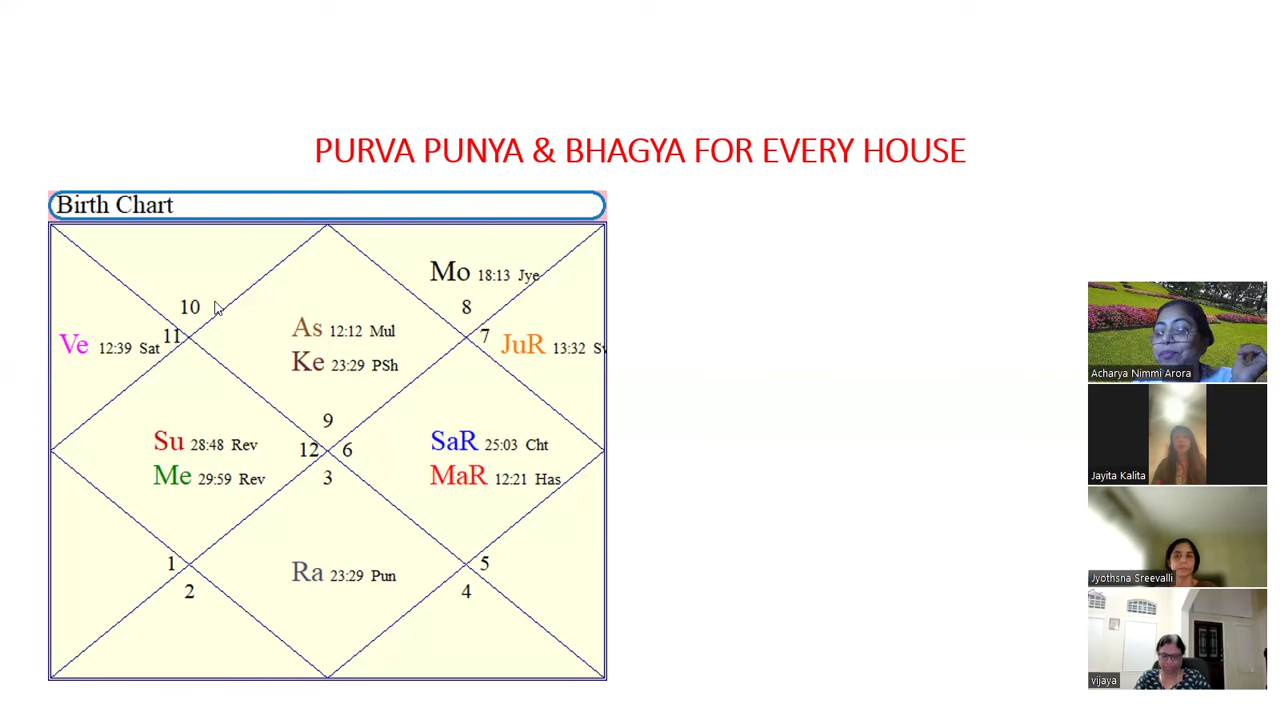 PURVA PUNYA & BHAGYA FOR EVERY HOUSE
Birth Chart
Mo 18:13 Jye
10
8
As 12:12 Mul
11
7
Ve 12:39 Sat
JuR 13:32
Ke 23:29 PSh
9
Su 28:48 Rev
12
6
SaR 25:03 Cht
Me 29:59 Rev
3
MaR 12:21 Has
1
5
Ra 23:29 Pun
2
4
Acharya Nimmi Arora
Jayita Kalita
Jyothsna Sreevalli
vijaya